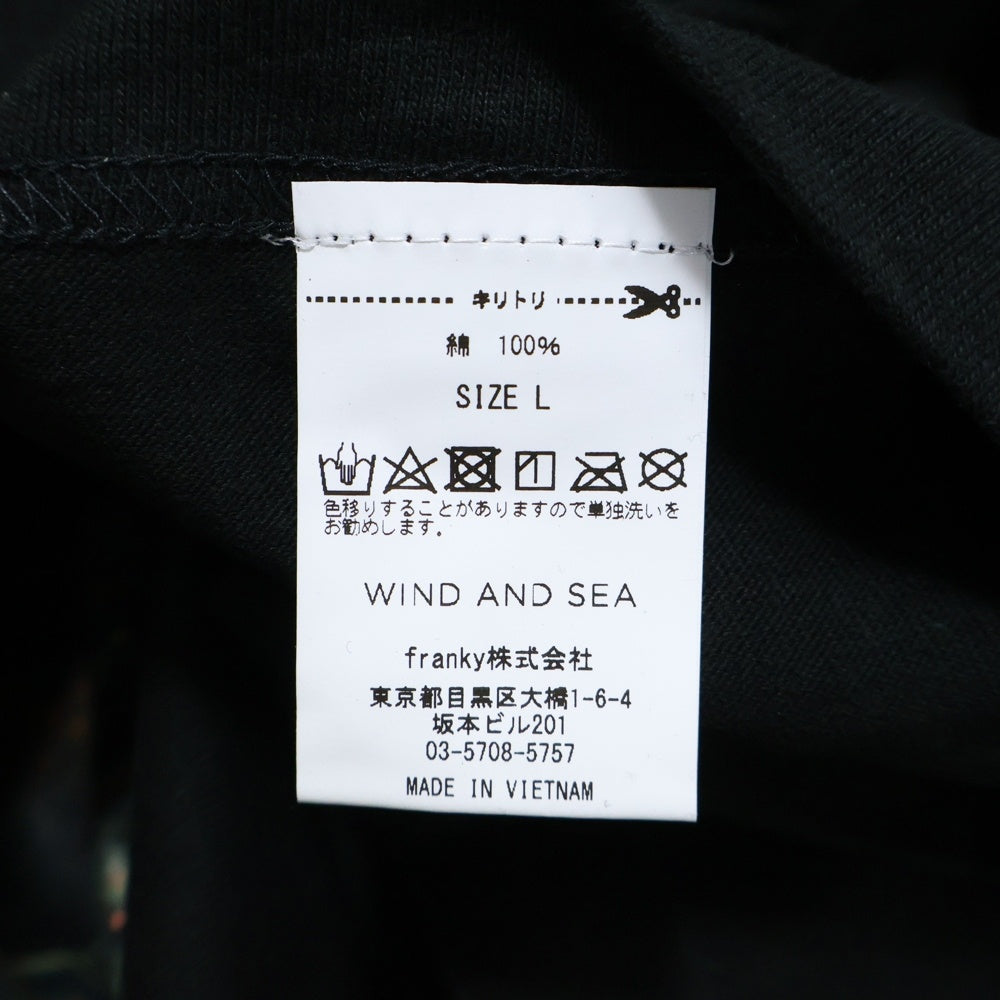 キリトリ
綿 100%
SIZE L
色移りすることがありますので単独洗いを
お勧めします。
WIND AND SEA
franky株式会社
東京都目黒区大橋1-6-4
坂本ビル201
03-5708-5757
MADE IN VIETNAM